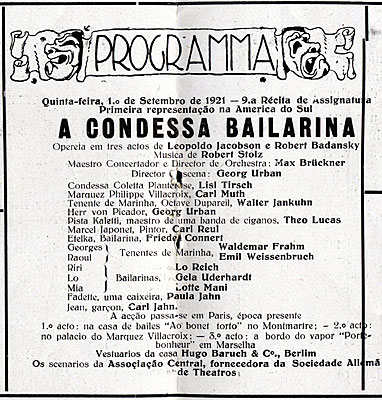 PROGRAMMA
Quinta-feira, 1.o de Setembro de 1921 — 9.a Récita de Assignatura
Primeira representação na America do Sul
A CONDESSA BAILARINA
Opereta em tres actos de Leopoldo Jacobson e Robert Badansky
Musica de Robert Stolz
Maestro Concertador e Director de Orchestra: Max Brückner
Director Scena: Georg Urban
Condessa Coletta Planterose, Lisl Tirsch
Marquez Philippe Villacroix, Carl Muth
Tenente de Marinha, Octave Dupareil, Walter Jankuhn
Herr von Picador, Georg Urban
Pista Kaletti, maestro de uma banda de ciganos, Theo Lucas
Marcel Japonet, Pintor, Carl Reul
Etelka, Bailarina, Friedel Connert
Georges } Tenentes de Marinha, Waldemar Frahm
Raoul } Emil Weissenbruch
Riri } Lo Reich
Lo } Bailarinas, Gela Uderhardt
Mia } Lotte Mani
Fadette, uma caixeira, Paula Jahn
Jean, garçon, Carl Jahn.
A acção passa-se em Paris, época presente
1.o acto: na casa de bailes "Ao bonet torto" no Montmartre; — 2.o acto:
no palacio do Marquez Villacroix; — 3.o acto: a bordo do vapor "Porte-
bonheur" em Marselha
Vestuarios da casa Hugo Baruch & Co., Berlim
Os scenarios da Associação Central, fornecedora da Sociedade Allemã
de Theatros